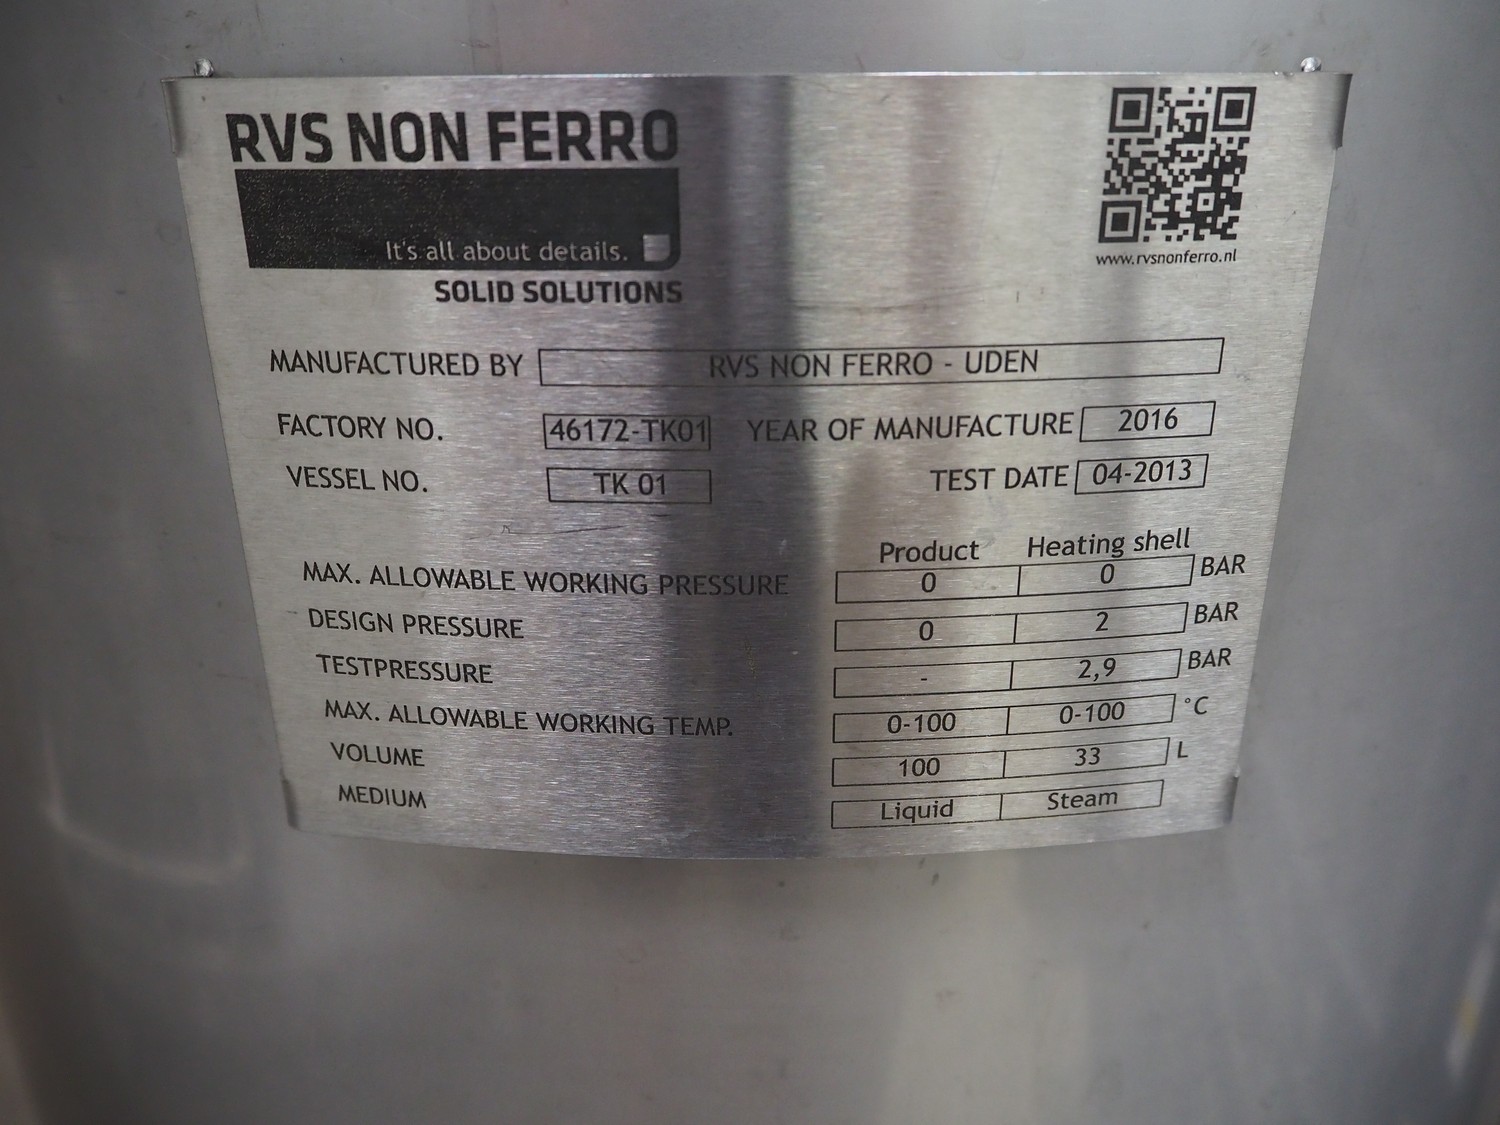 RVS NON FERRO
It's all about details.
SOLID SOLUTIONS
www.rvsnonferro.nl
MANUFACTURED BY RVS NON FERRO - UDEN
FACTORY NO. 46172-TK01 YEAR OF MANUFACTURE 2016
VESSEL NO. TK 01 TEST DATE 04-2013
Product Heating shell
MAX. ALLOWABLE WORKING PRESSURE 0 0 BAR
DESIGN PRESSURE 0 2 BAR
TESTPRESSURE - 2,9 BAR
MAX. ALLOWABLE WORKING TEMP. 0-100 0-100 °C
VOLUME 100 33 L
MEDIUM Liquid Steam